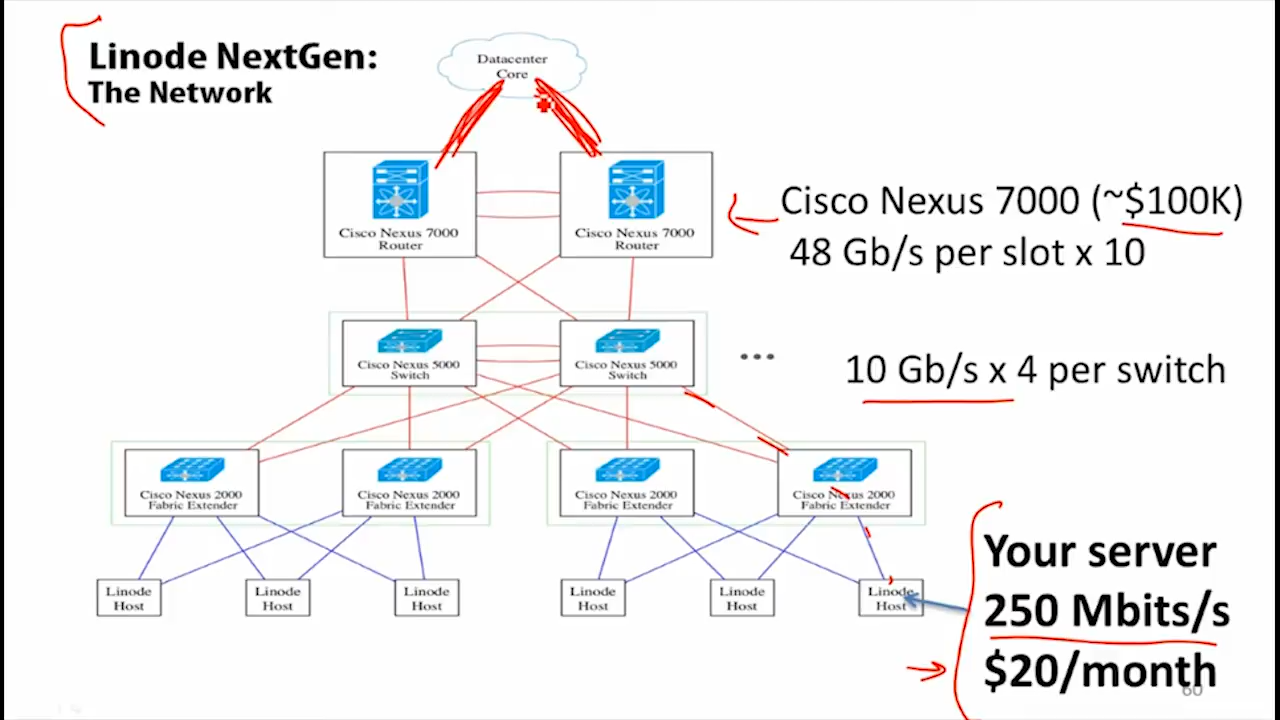 Linode NextGen:
The Network
Datacenter
Core
Cisco Nexus 7000
Router
Cisco Nexus 7000
Router
Cisco Nexus 7000 (~$100K)
48 Gb/s per slot x 10
Cisco Nexus 5000
Switch
Cisco Nexus 5000
Switch
...
10 Gb/s x 4 per switch
Cisco Nexus 2000
Fabric Extender
Cisco Nexus 2000
Fabric Extender
Cisco Nexus 2000
Fabric Extender
Cisco Nexus 2000
Fabric Extender
Linode
Host
Linode
Host
Linode
Host
Linode
Host
Linode
Host
Linode
Host
Your server
250 Mbits/s
$20/month
60